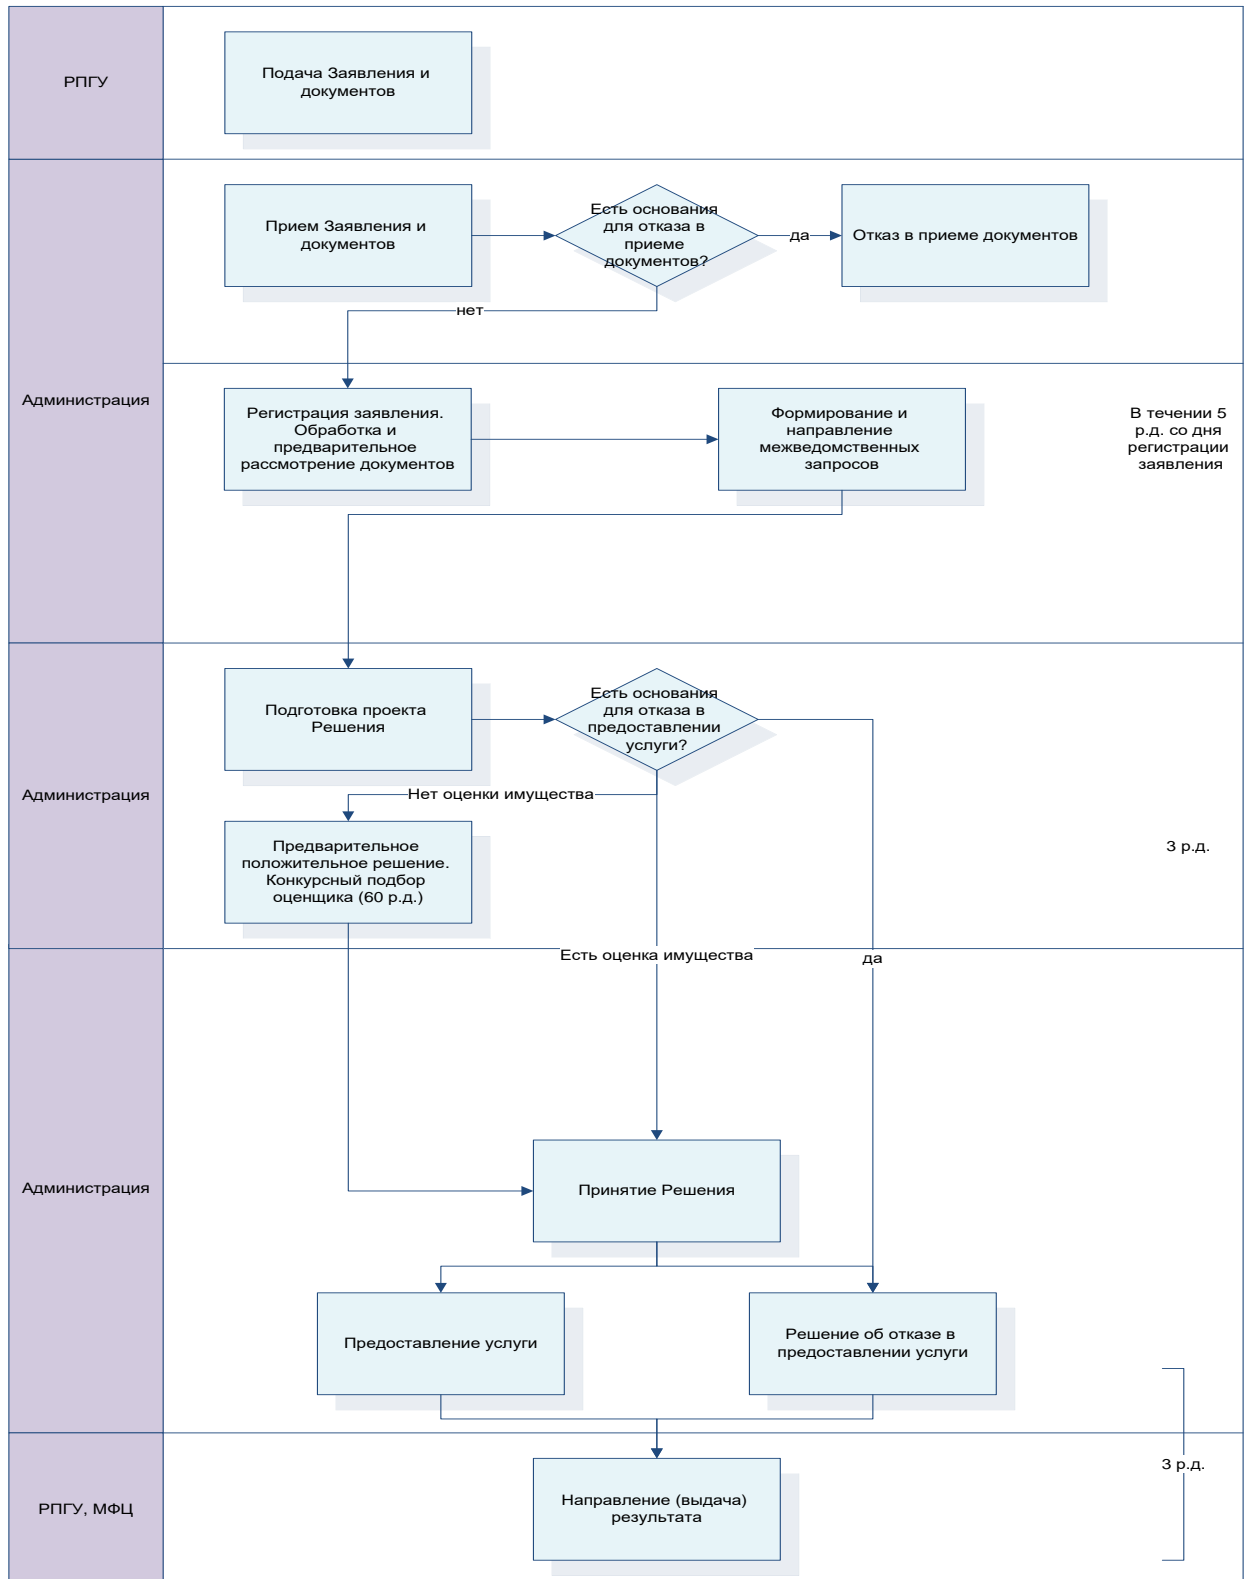 РПГУ
Подача Заявления и
документов
Администрация
Прием Заявления и
документов
Есть основания
для отказа в
приеме
документов?
да
Отказ в приеме документов
нет
Регистрация заявления.
Обработка и
предварительное
рассмотрение документов
Формирование и
направление
межведомственных
запросов
В течении 5
р.д. со дня
регистрации
заявления
Администрация
Подготовка проекта
Решения
Есть основания
для отказа в
предоставлении
услуги?
Нет оценки имущества
Предварительное
положительное решение.
Конкурсный подбор
оценщика (60 р.д.)
3 р.д.
Есть оценка имущества
да
Администрация
Принятие Решения
Предоставление услуги
Решение об отказе в
предоставлении услуги
3 р.д.
РПГУ, МФЦ
Направление (выдача)
результата